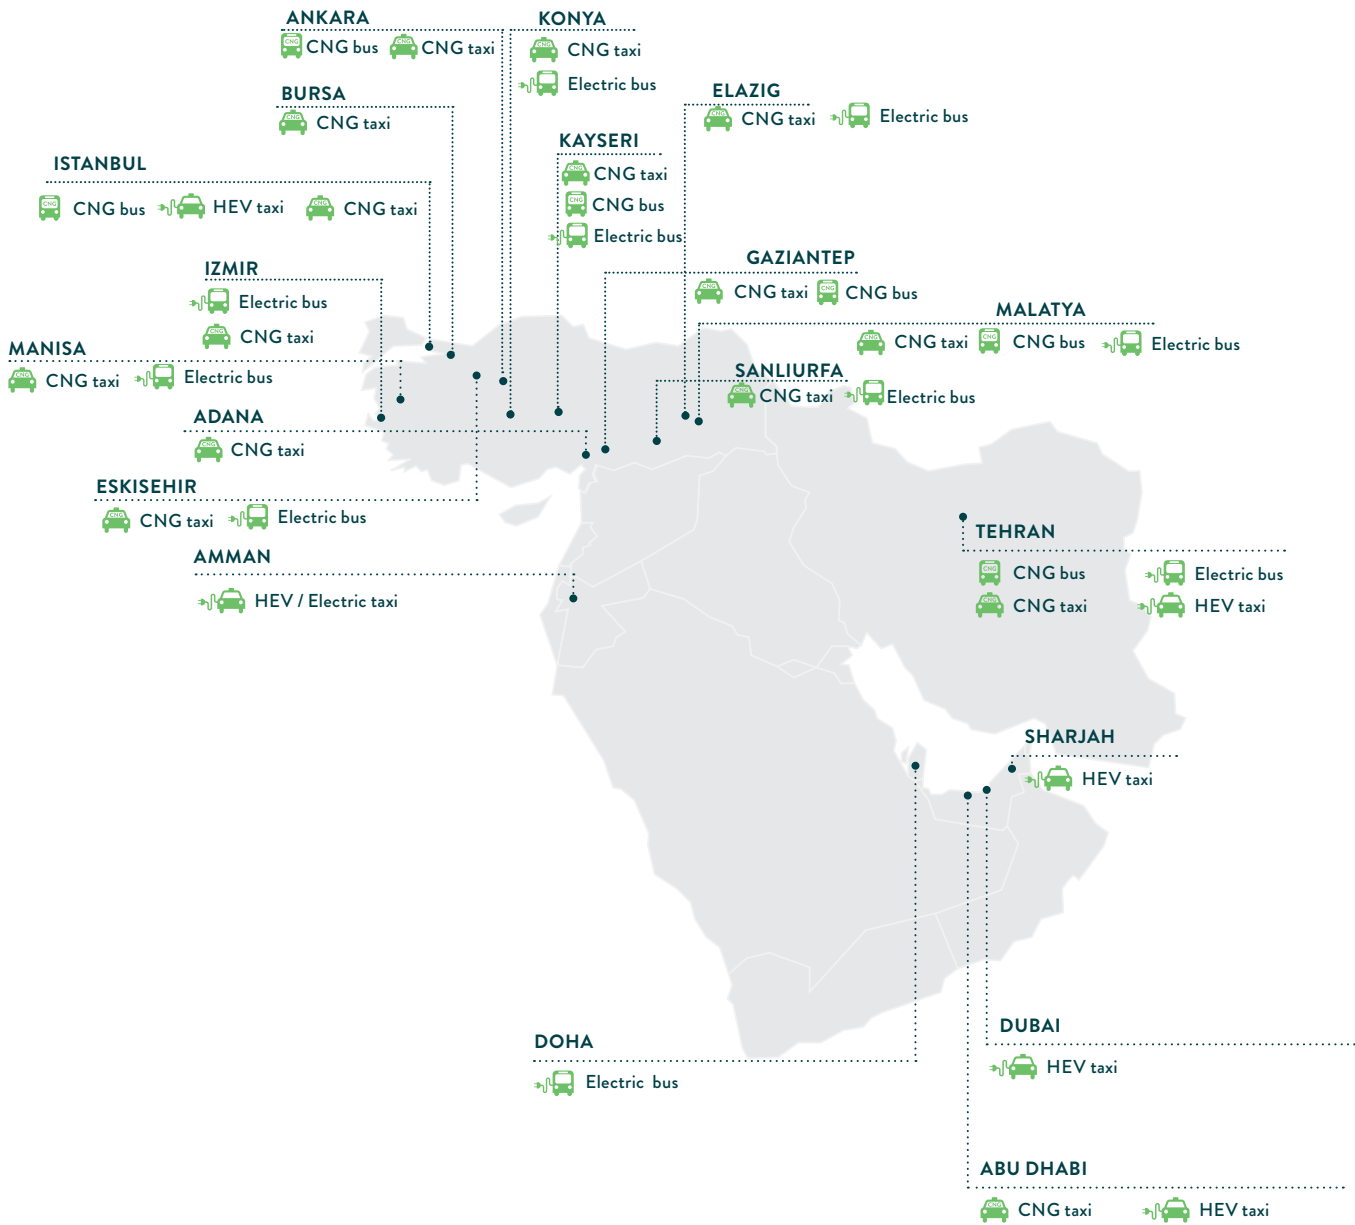 ANKARA
CNG bus
CNG taxi
KONYA
CNG taxi
Electric bus
BURSA
CNG taxi
ELAZIG
CNG taxi
Electric bus
KAYSERI
CNG taxi
CNG bus
Electric bus
ISTANBUL
CNG bus
HEV taxi
CNG taxi
GAZIANTEP
CNG taxi
CNG bus
IZMIR
Electric bus
CNG taxi
MALATYA
CNG taxi
CNG bus
Electric bus
MANISA
CNG taxi
Electric bus
SANLIURFA
CNG taxi
Electric bus
ADANA
CNG taxi
ESKISEHIR
CNG taxi
Electric bus
AMMAN
HEV / Electric taxi
TEHRAN
CNG bus
Electric bus
CNG taxi
HEV taxi
SHARJAH
HEV taxi
DOHA
Electric bus
DUBAI
HEV taxi
ABU DHABI
CNG taxi
HEV taxi